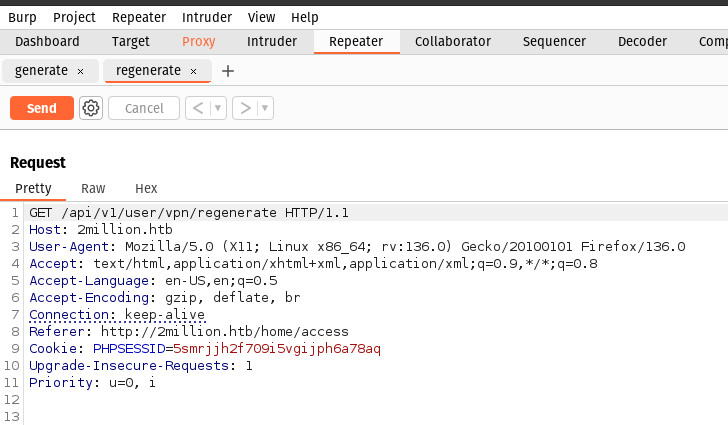 Burp Project Repeater Intruder View Help
Dashboard Target Proxy Intruder Repeater Collaborator Sequencer Decoder Com
generate × regenerate × +
Send Cancel < >
Request
Pretty Raw Hex
1 GET /api/v1/user/vpn/regenerate HTTP/1.1
2 Host: 2million.htb
3 User-Agent: Mozilla/5.0 (X11; Linux x86_64; rv:136.0) Gecko/20100101 Firefox/136.0
4 Accept: text/html,application/xhtml+xml,application/xml;q=0.9,*/*;q=0.8
5 Accept-Language: en-US,en;q=0.5
6 Accept-Encoding: gzip, deflate, br
7 Connection: keep-alive
8 Referer: http://2million.htb/home/access
9 Cookie: PHPSESSID=5smrjjh2f709i5vgijph6a78aq
10 Upgrade-Insecure-Requests: 1
11 Priority: u=0, i
12
13